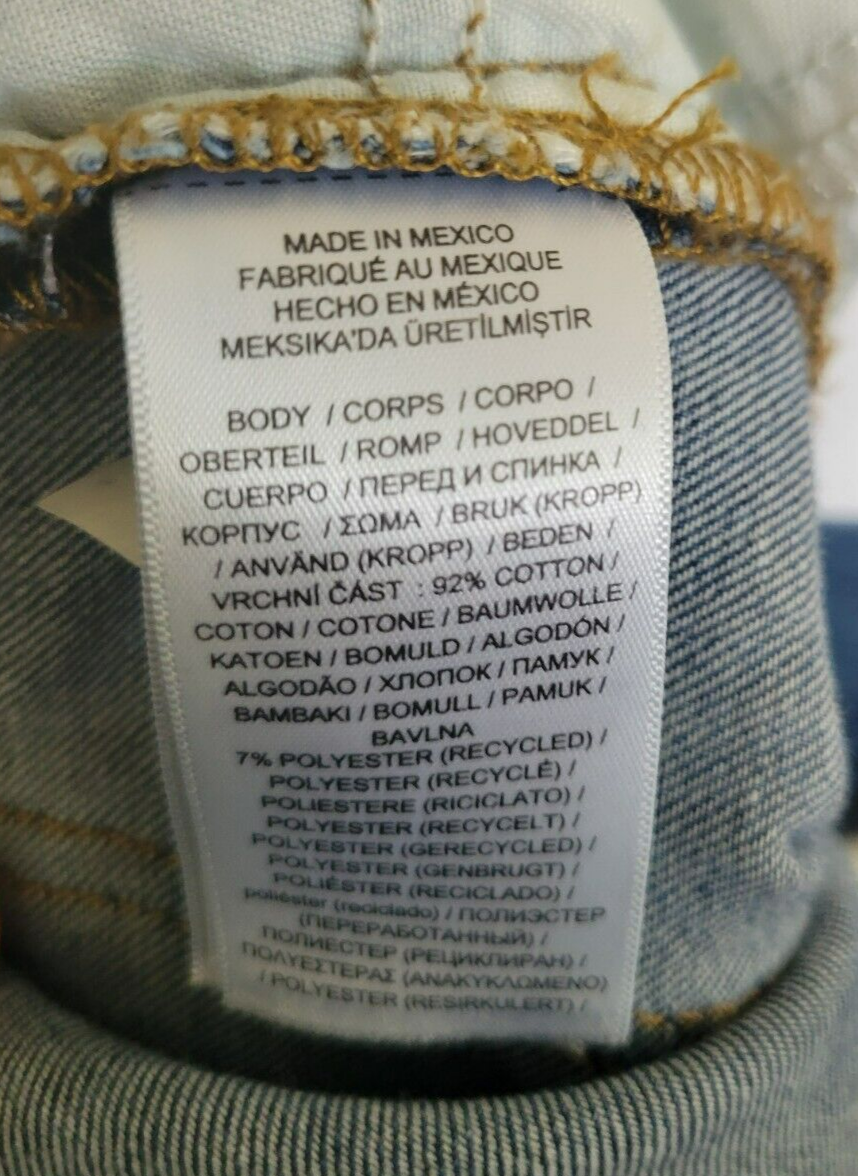 MADE IN MEXICO
FABRIQUÉ AU MEXIQUE
HECHO EN MÉXICO
MEKSIKA'DA ÜRETİLMİŞTİR
BODY / CORPS / CORPO /
OBERTEIL / ROMP / HOVEDDEL /
CUERPO / ПЕРЕД И СПИНКА /
КОРПУС / ΣΩΜΑ / BRUK (KROPP)
/ ANVÄND (KROPP) / BEDEN /
VRCHNÍ ČÁST : 92% COTTON /
COTON / COTONE / BAUMWOLLE /
KATOEN / BOMULD / ALGODÓN /
ALGODÃO / ХЛОПОК / ПАМУК /
BAMBAKI / BOMULL / PAMUK /
BAVLNA
7% POLYESTER (RECYCLED) /
POLYESTER (RECYCLÉ) /
POLIESTERE (RICICLATO) /
POLYESTER (RECYCELT) /
POLYESTER (GERECYCLED) /
POLYESTER (GENBRUGT) /
POLIÉSTER (RECICLADO) /
poliéster (reciclado) / ПОЛИЭСТЕР
(ПЕРЕРАБОТАННЫЙ) /
ПОЛИЕСТЕР (РЕЦИКЛИРАН) /
ΠΟΛΥΕΣΤΕΡΑΣ (ΑΝΑΚΥΚΛΩΜΕΝΟ)
/ POLYESTER (RESIRKULERT) /